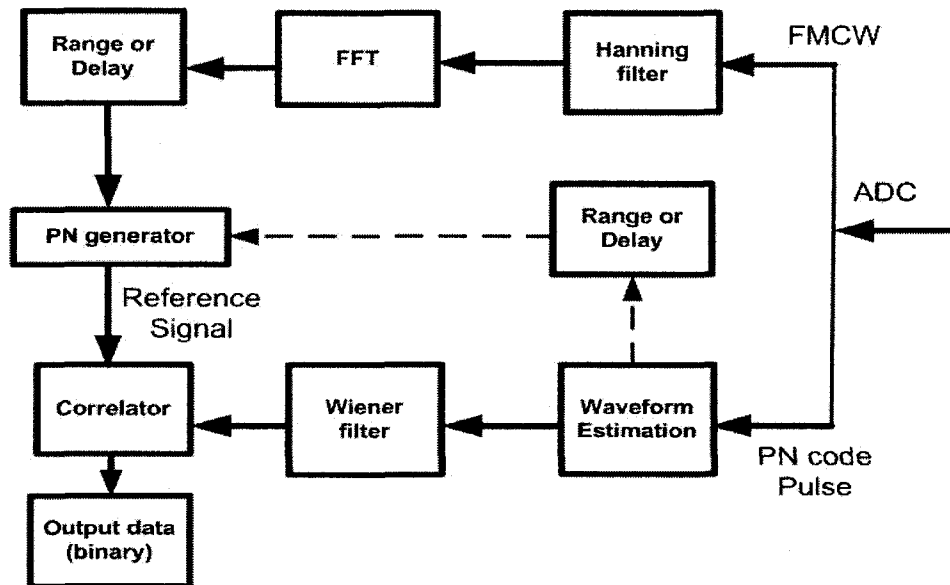 Range or
Delay
FFT
Hanning
filter
FMCW
ADC
PN generator
Range or
Delay
Reference
Signal
Correlator
Wiener
filter
Waveform
Estimation
PN code
Pulse
Output data
(binary)